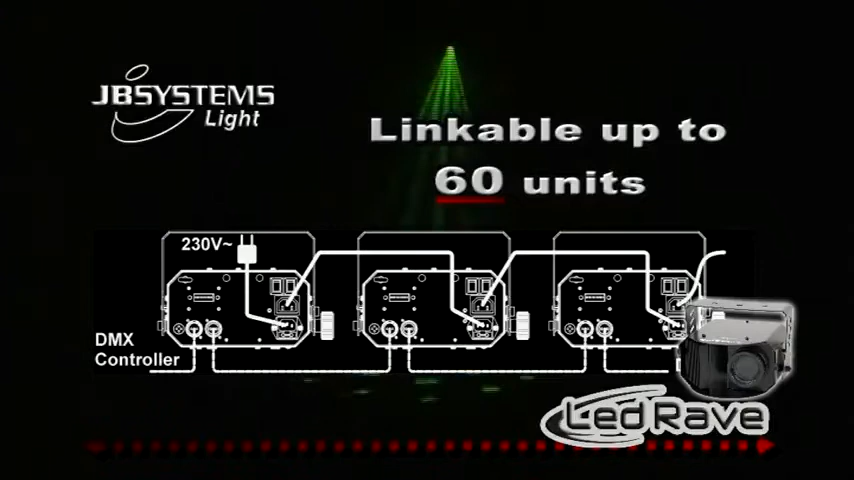 JBSYSTEMS
Light
Linkable up to
60 units
230V~
DMX
Controller
LedRave